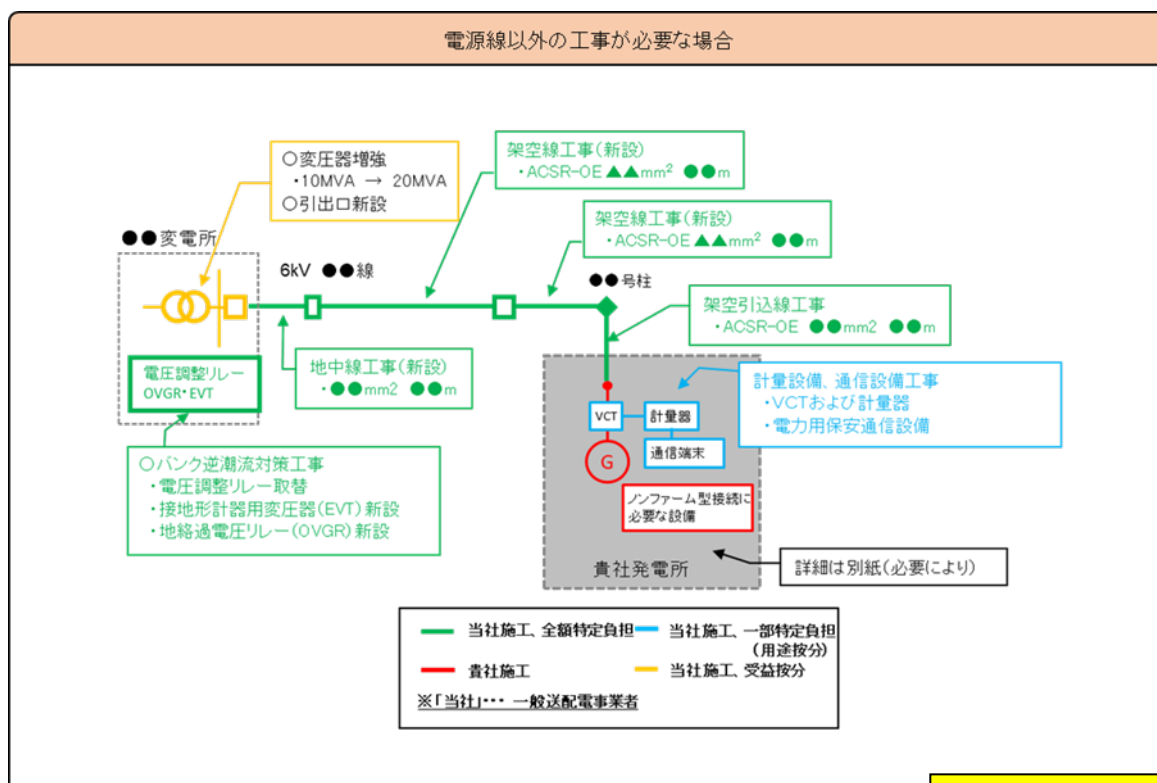 電源線以外の工事が必要な場合
○変圧器増強
・10MVA → 20MVA
○引出口新設
架空線工事(新設)
・ACSR-OE ▲▲mm² ●●m
架空線工事(新設)
・ACSR-OE ▲▲mm² ●●m
●●変電所
6kV ●●線
●●号柱
架空引込線工事
・ACSR-OE ●●mm2 ●●m
電圧調整リレー
OVGR・EVT
地中線工事(新設)
・●●mm2 ●●m
計量設備、通信設備工事
・VCTおよび計量器
・電力用保安通信設備
VCT
計量器
通信端末
G
○バンク逆潮流対策工事
・電圧調整リレー取替
・接地形計器用変圧器(EVT)新設
・地絡過電圧リレー(OVGR)新設
ノンファーム型接続に
必要な設備
貴社発電所
詳細は別紙(必要により)
当社施工、全額特定負担
当社施工、一部特定負担
(用途按分)
貴社施工
当社施工、受益按分
※「当社」・・・ 一般送配電事業者